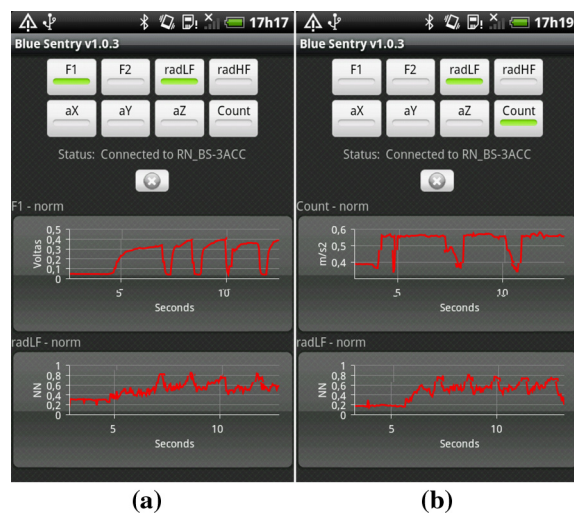 17h17
Blue Sentry v1.0.3
F1 F2 radLF radHF
aX aY aZ Count
Status: Connected to RN_BS-3ACC
F1 - norm
0,5
0,4
0,3
0,2
0,1
0
Voltas
5 10
Seconds
radLF - norm
1
0,8
0,6
0,4
0,2
0
NN
5 10
Seconds
(a)
17h19
Blue Sentry v1.0.3
F1 F2 radLF radHF
aX aY aZ Count
Status: Connected to RN_BS-3ACC
Count - norm
0,6
0,4
m/s2
5 10
Seconds
radLF - norm
1
0,8
0,6
0,4
0,2
0
NN
5 10
Seconds
(b)